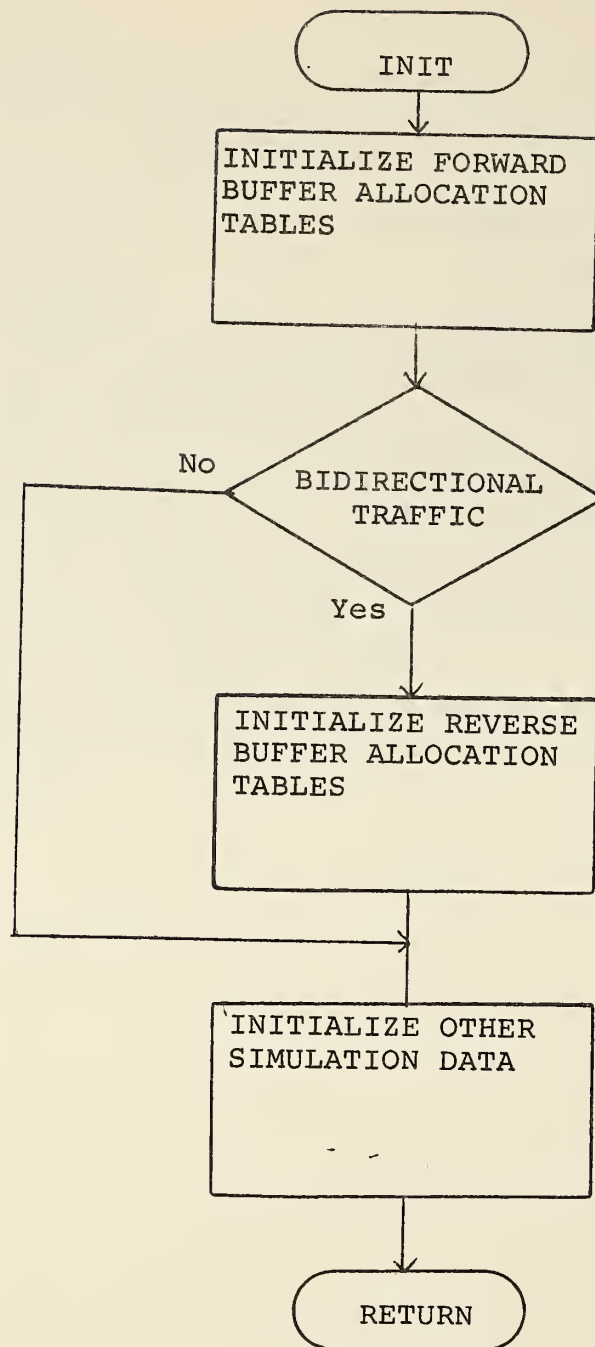 INIT
INITIALIZE FORWARD
BUFFER ALLOCATION
TABLES
No
BIDIRECTIONAL
TRAFFIC
Yes
INITIALIZE REVERSE
BUFFER ALLOCATION
TABLES
INITIALIZE OTHER
SIMULATION DATA
RETURN